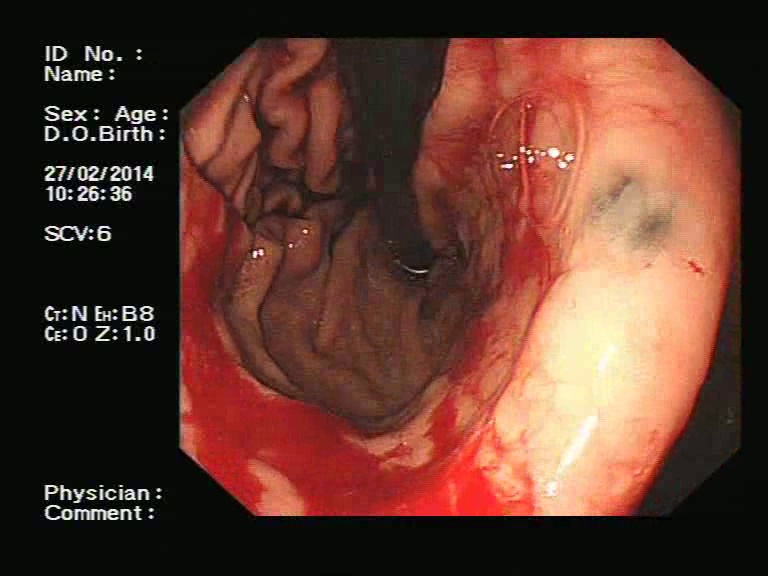 ID No. :
Name :
Sex : Age :
D.O.Birth :
27/02/2014
10:26:36
SCV:6
CT:N EH:B8
CE:0 Z:1.0
Physician :
Comment :